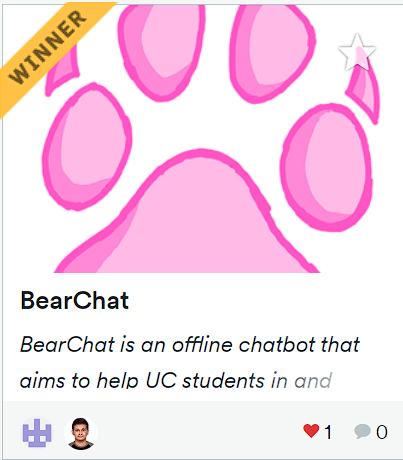 WINNER
BearChat
BearChat is an offline chatbot that
aims to help UC students in and
1
0